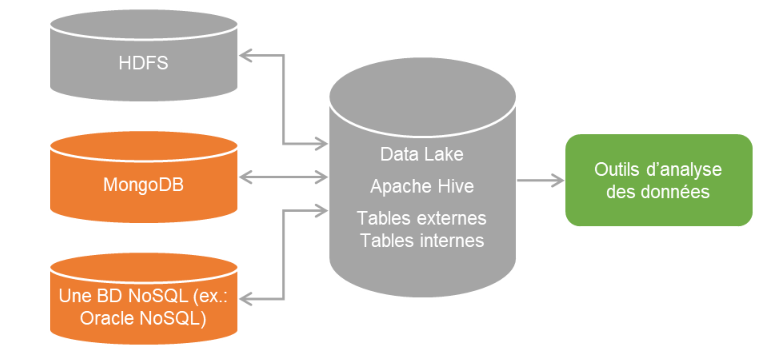 HDFS
MongoDB
Une BD NoSQL (ex.:
Oracle NoSQL)
Data Lake
Apache Hive
Tables externes
Tables internes
Outils d’analyse
des données